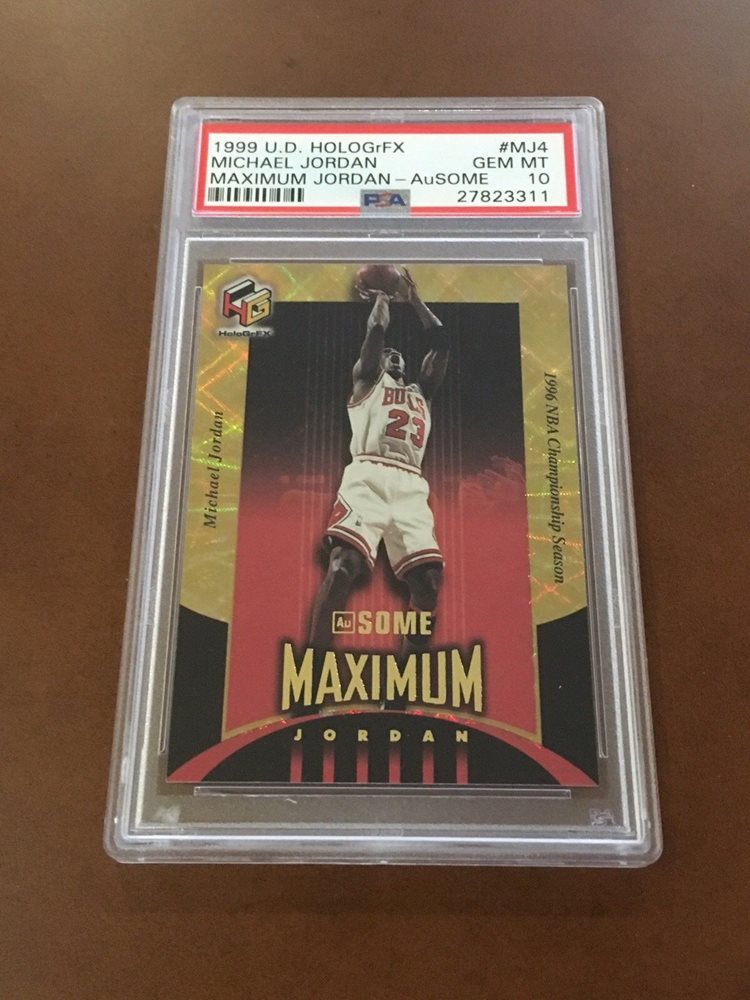 1999 U.D. HOLOGrFX #MJ4
MICHAEL JORDAN GEM MT
MAXIMUM JORDAN - AuSOME 10
PSA 27823311
HG
HoloGrFX
BULLS
23
Michael Jordan
1996 NBA Championship Season
Au SOME
MAXIMUM
JORDAN